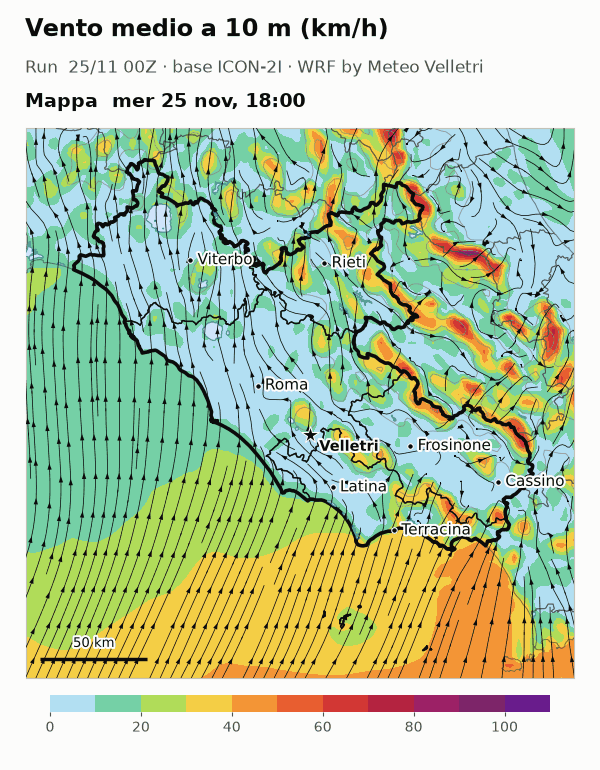 Vento medio a 10 m (km/h)
Run  25/11 00Z · base ICON-2I · WRF by Meteo Velletri
Mappa  mer 25 nov, 18:00
Viterbo
Rieti
Roma
Velletri
Frosinone
Cassino
Latina
Terracina
50 km
0 20 40 60 80 100